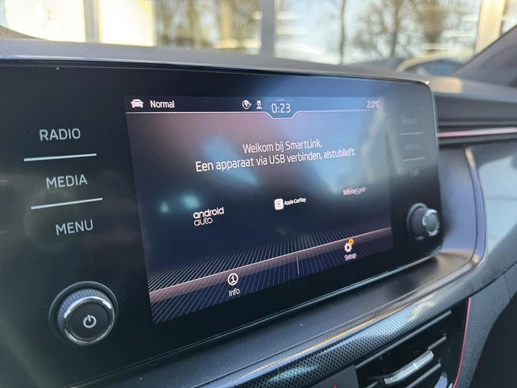 Normal
0:23
RADIO
MEDIA
MENU
Welkom bij SmartLink.
Een apparaat via USB verbinden, alstublieft.
android auto
Apple CarPlay
MirrorLink
Info
Setup